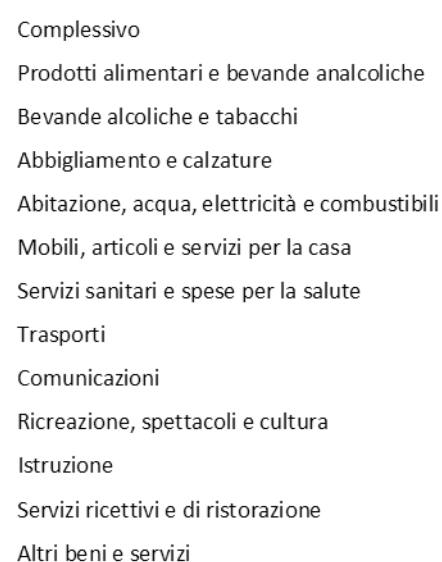 Complessivo
Prodotti alimentari e bevande analcoliche
Bevande alcoliche e tabacchi
Abbigliamento e calzature
Abitazione, acqua, elettricità e combustibili
Mobili, articoli e servizi per la casa
Servizi sanitari e spese per la salute
Trasporti
Comunicazioni
Ricreazione, spettacoli e cultura
Istruzione
Servizi ricettivi e di ristorazione
Altri beni e servizi